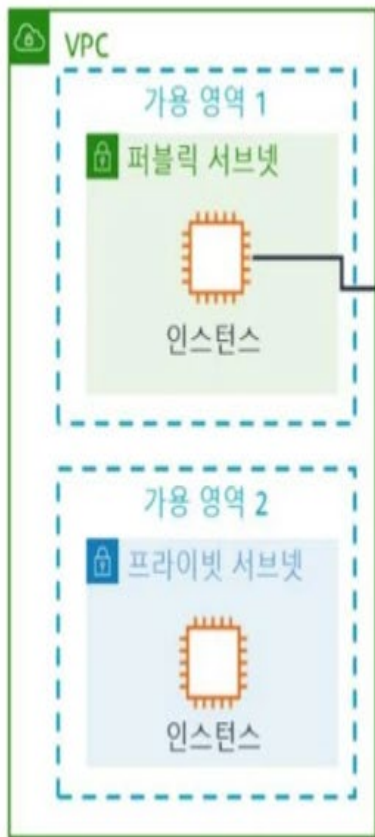 VPC
가용 영역 1
퍼블릭 서브넷
인스턴스
가용 영역 2
프라이빗 서브넷
인스턴스